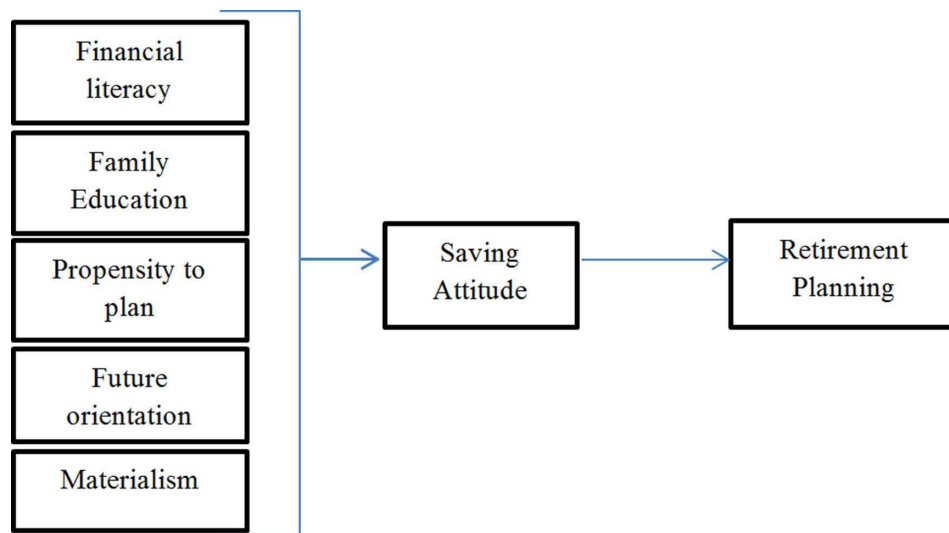 Financial
literacy
Family
Education
Propensity to
plan
Future
orientation
Materialism
Saving
Attitude
Retirement
Planning